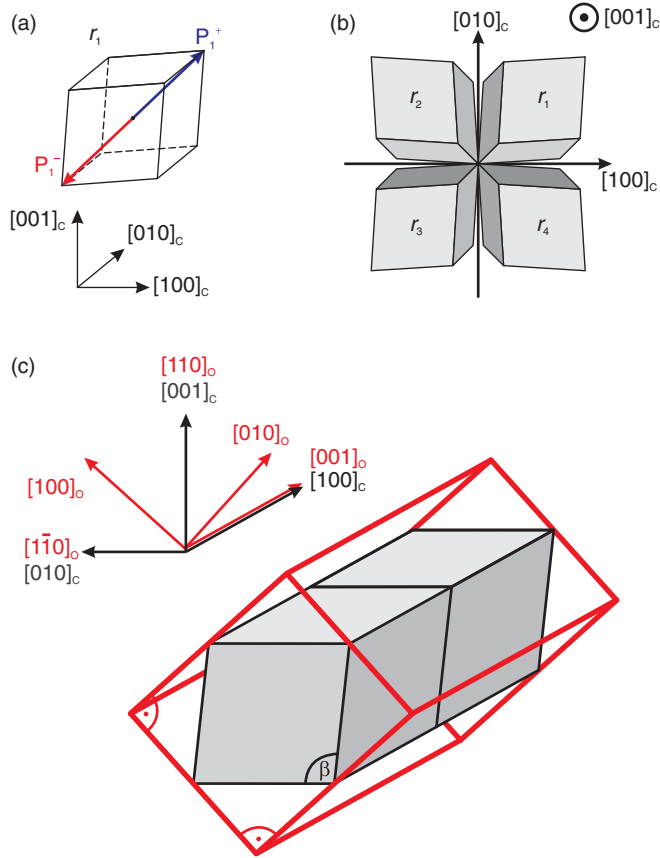 (a)
r₁
P₁⁺
P₁⁻
[001]c
[010]c
[100]c
(b)
[010]c
[001]c
r₂
r₁
[100]c
r₃
r₄
(c)
[110]o
[001]c
[010]o
[100]o
[001]o
[100]c
[11̄0]o
[010]c
β